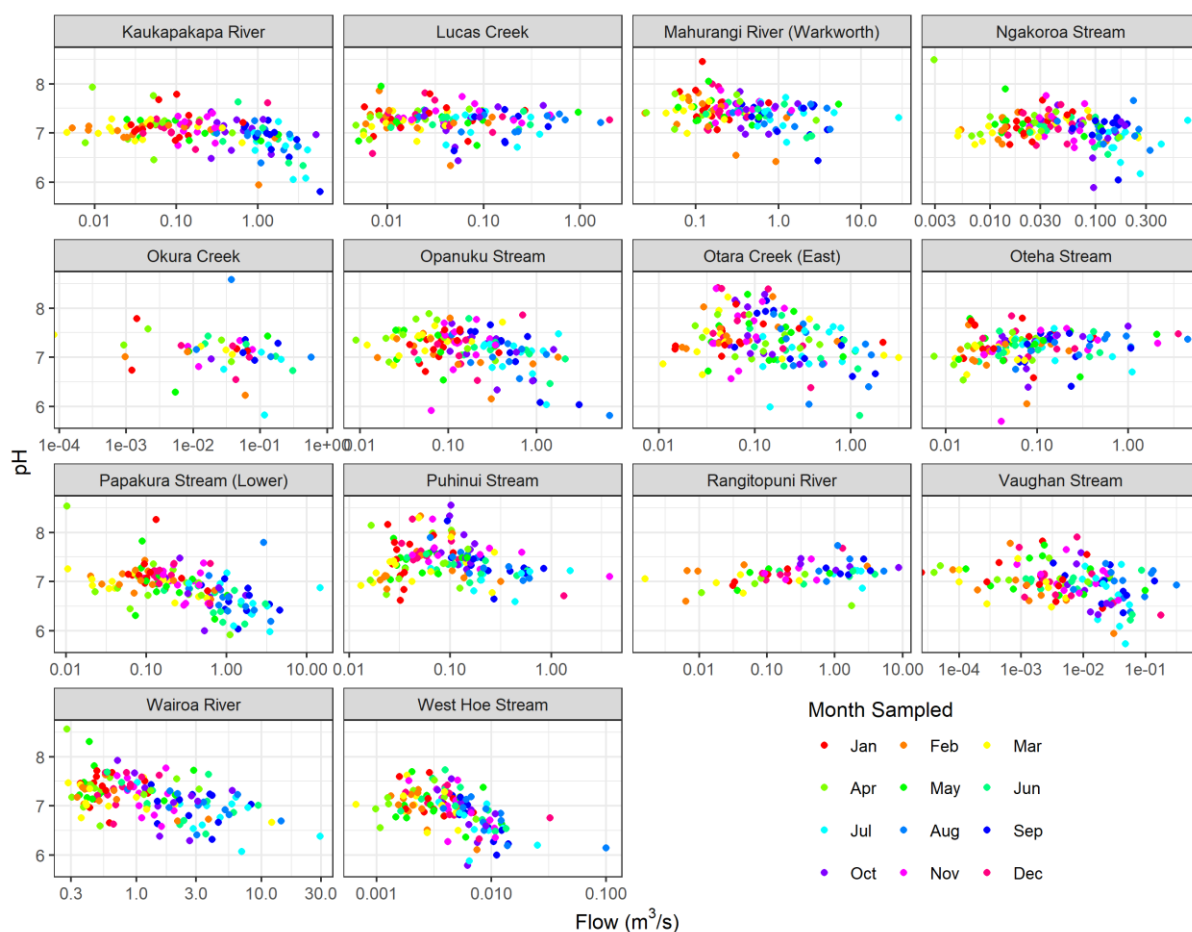 Kaukapakapa River Lucas Creek Mahurangi River (Warkworth) Ngakoroa Stream
8
7
6
0.01 0.10 1.00 0.01 0.10 1.00 0.1 1.0 10.0 0.003 0.010 0.030 0.100 0.300
Okura Creek Opanuku Stream Otara Creek (East) Oteha Stream
8
7
6
1e-04 1e-03 1e-02 1e-01 1e+00 0.01 0.10 1.00 0.01 0.10 1.00 0.01 0.10 1.00
pH
Papakura Stream (Lower) Puhinui Stream Rangitopuni River Vaughan Stream
8
7
6
0.01 0.10 1.00 10.00 0.01 0.10 1.00 0.01 0.10 1.00 10.00 1e-04 1e-03 1e-02 1e-01
Wairoa River West Hoe Stream
8
7
6
0.3 1.0 3.0 10.0 30.0 0.001 0.010 0.100
Flow (m³/s)
Month Sampled
Jan Feb Mar
Apr May Jun
Jul Aug Sep
Oct Nov Dec